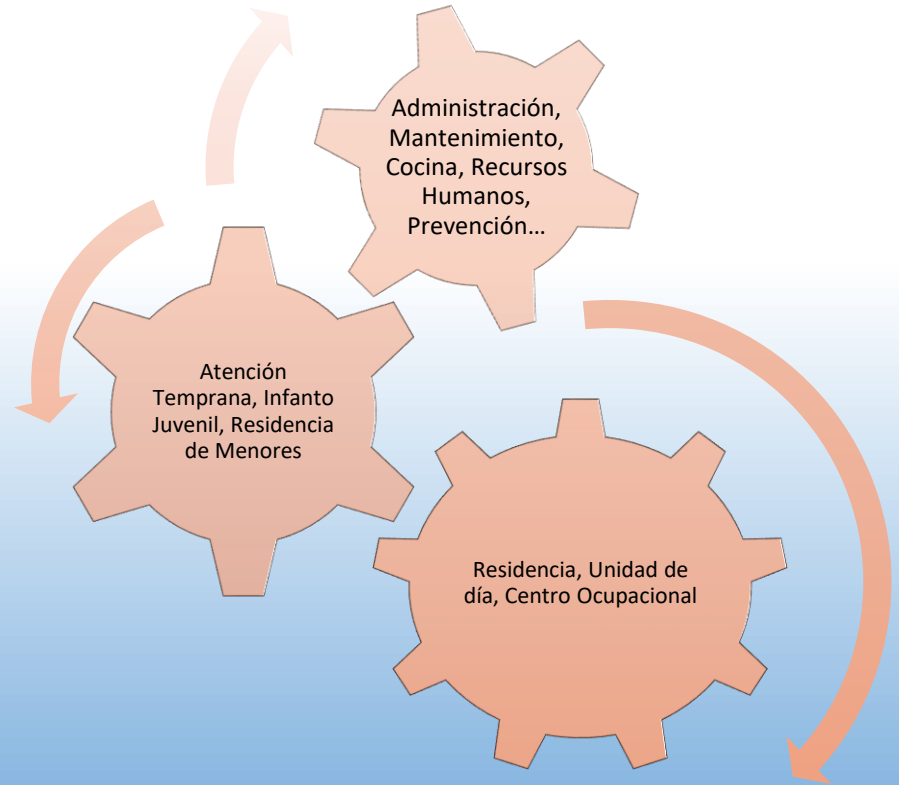 Administración,
Mantenimiento,
Cocina, Recursos
Humanos,
Prevención…
Atención
Temprana, Infanto
Juvenil, Residencia
de Menores
Residencia, Unidad de
día, Centro Ocupacional